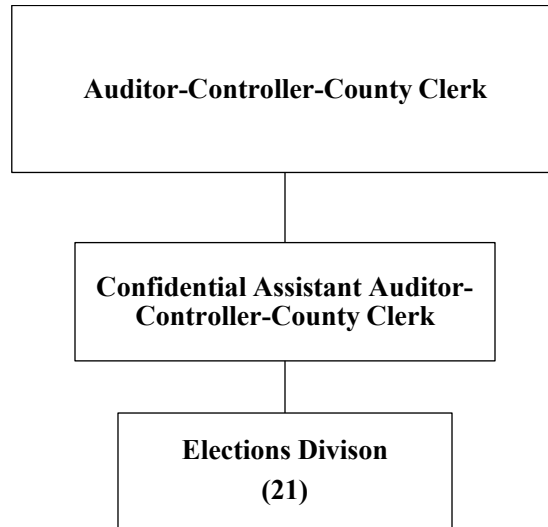 Auditor-Controller-County Clerk
Confidential Assistant Auditor-
Controller-County Clerk
Elections Divison
(21)